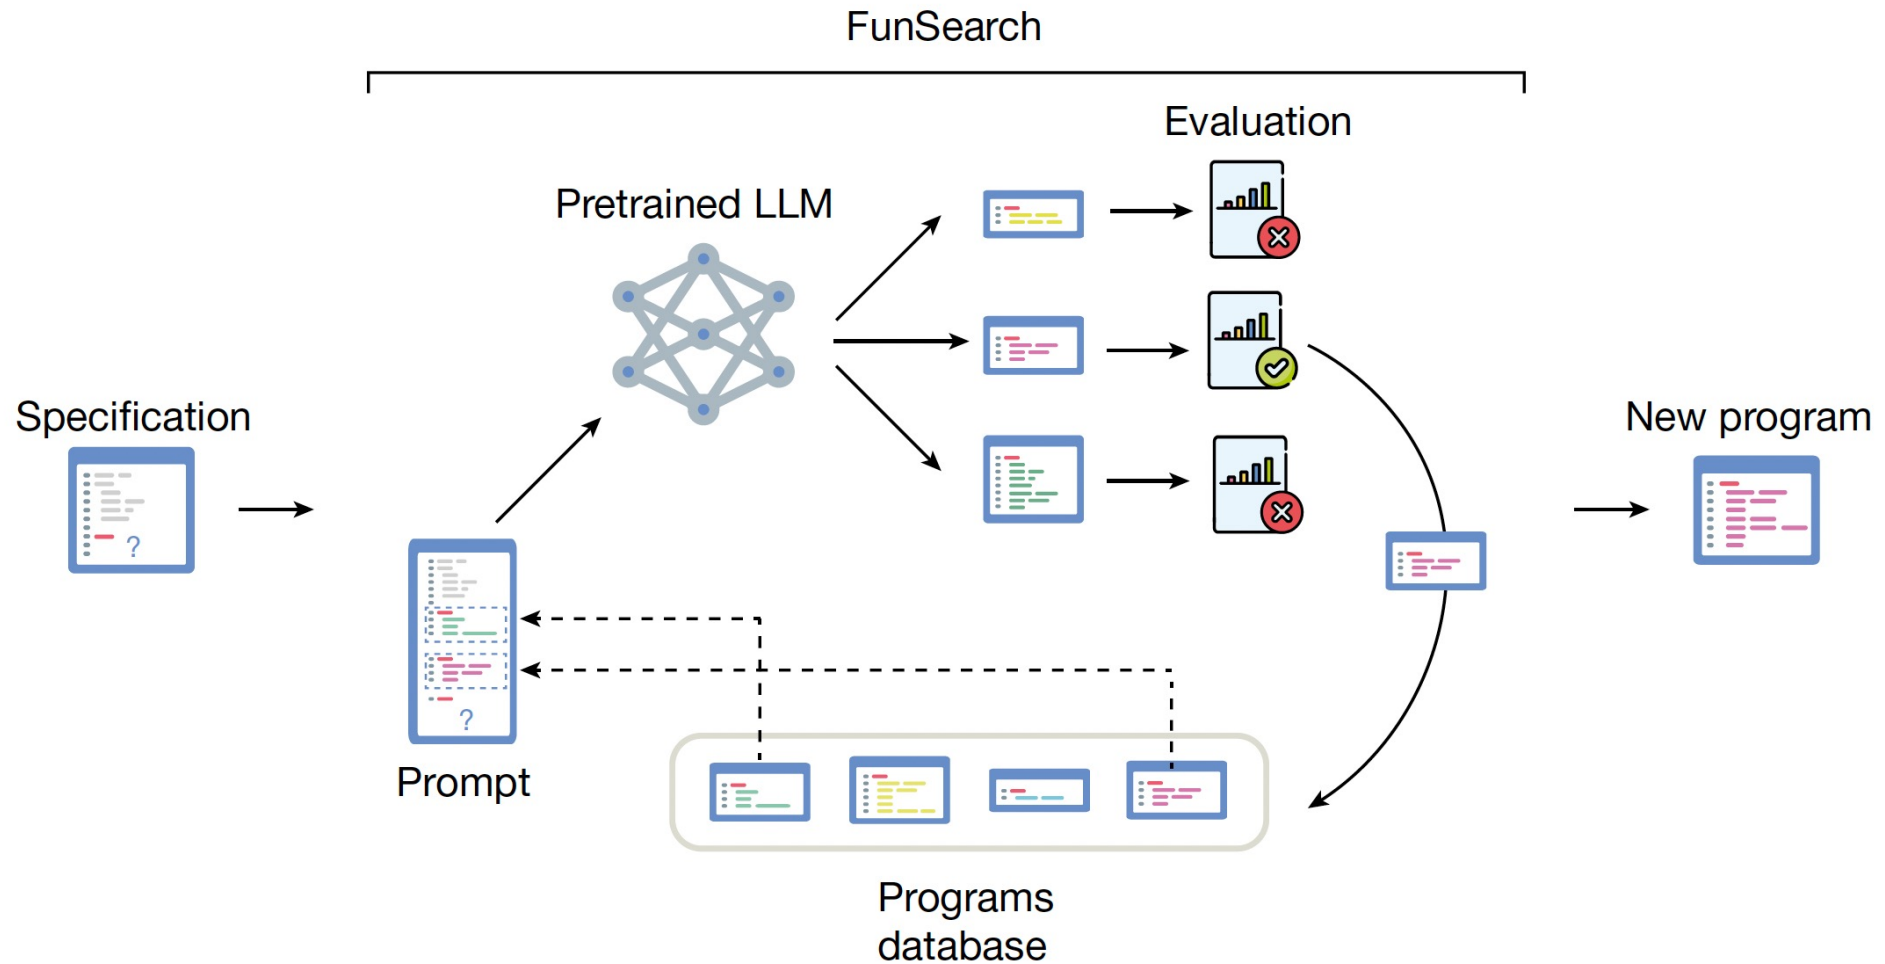 FunSearch
Evaluation
Pretrained LLM
Specification
New program
?
?
Prompt
Programs
database